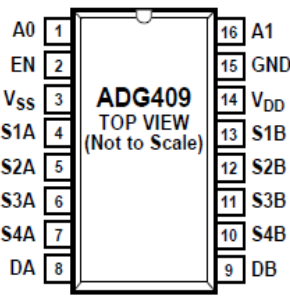 A0 1 16 A1
EN 2 15 GND
VSS 3 14 VDD
S1A 4 13 S1B
S2A 5 12 S2B
S3A 6 11 S3B
S4A 7 10 S4B
DA 8 9 DB
ADG409
TOP VIEW
(Not to Scale)